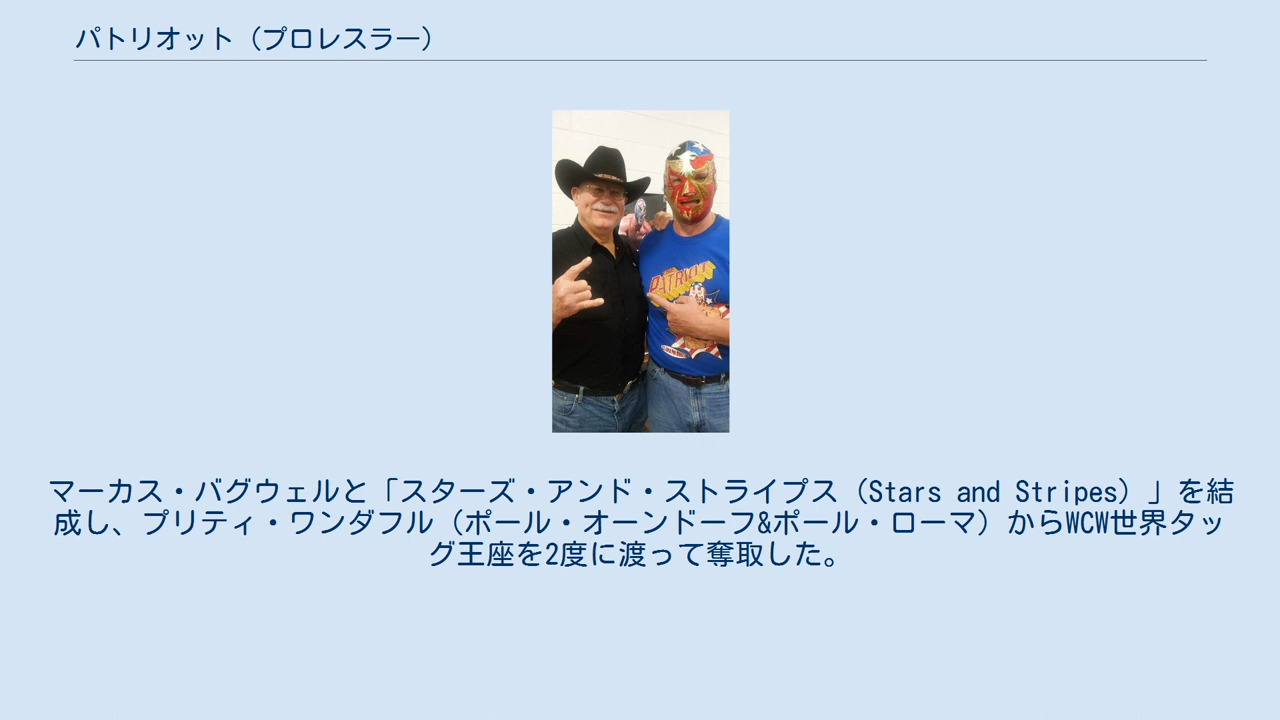 パトリオット（プロレスラー）
PATRIOT
マーカス・バグウェルと「スターズ・アンド・ストライプス（Stars and Stripes）」を結
成し、プリティ・ワンダフル（ポール・オーンドーフ&ポール・ローマ）からWCW世界タッ
グ王座を2度に渡って奪取した。